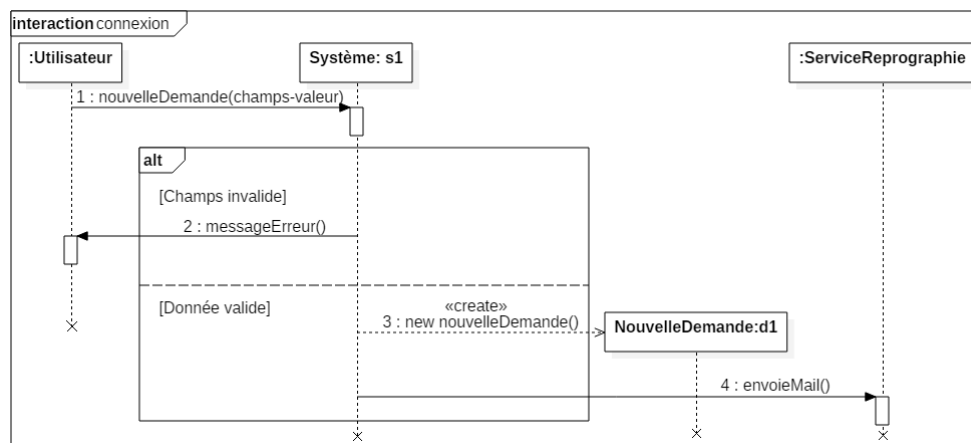 interaction connexion
:Utilisateur
Système: s1
:ServiceReprographie
1 : nouvelleDemande(champs-valeur)
alt
[Champs invalide]
2 : messageErreur()
[Donnée valide]
«create»
3 : new nouvelleDemande()
NouvelleDemande:d1
4 : envoieMail()